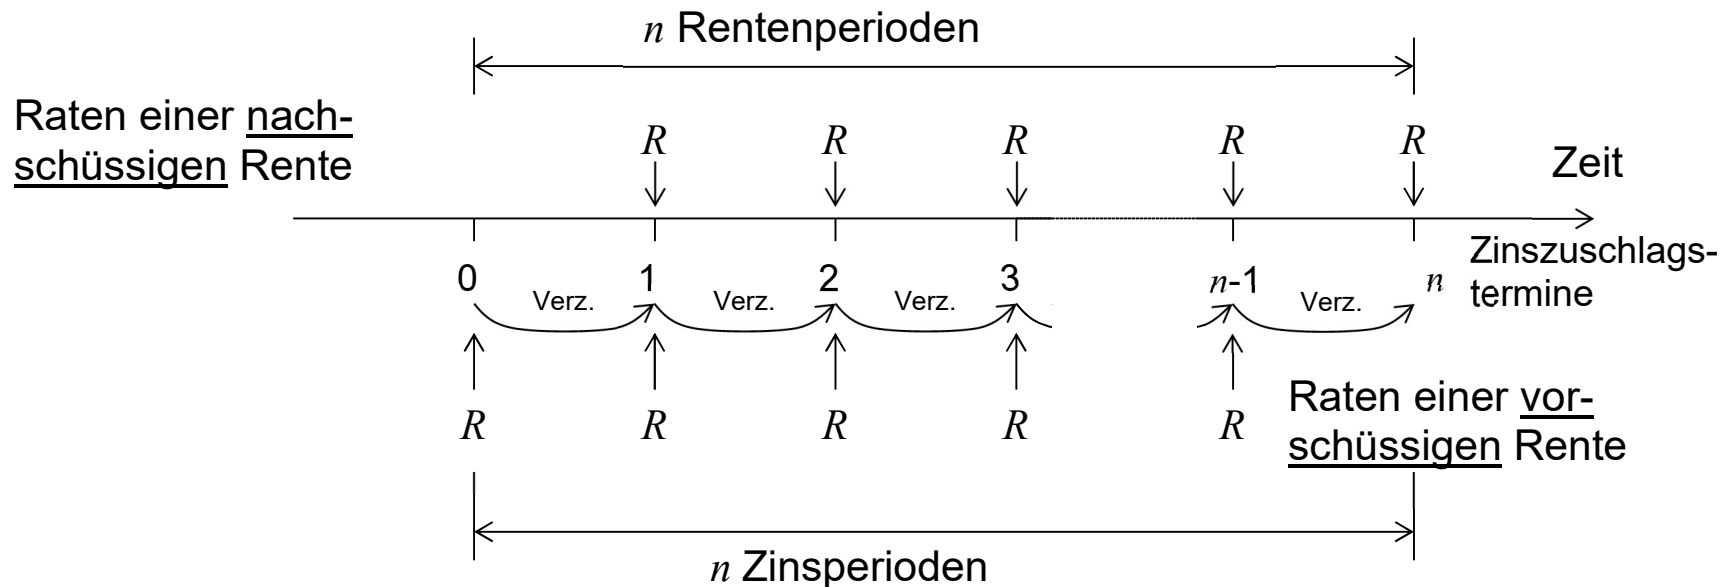 n Rentenperioden
Raten einer nach-
schüssigen Rente
R R R R R
Zeit
0 1 2 3 n-1 n
Zinszuschlags-
termine
Verz. Verz. Verz. Verz.
R R R R R
Raten einer vor-
schüssigen Rente
n Zinsperioden